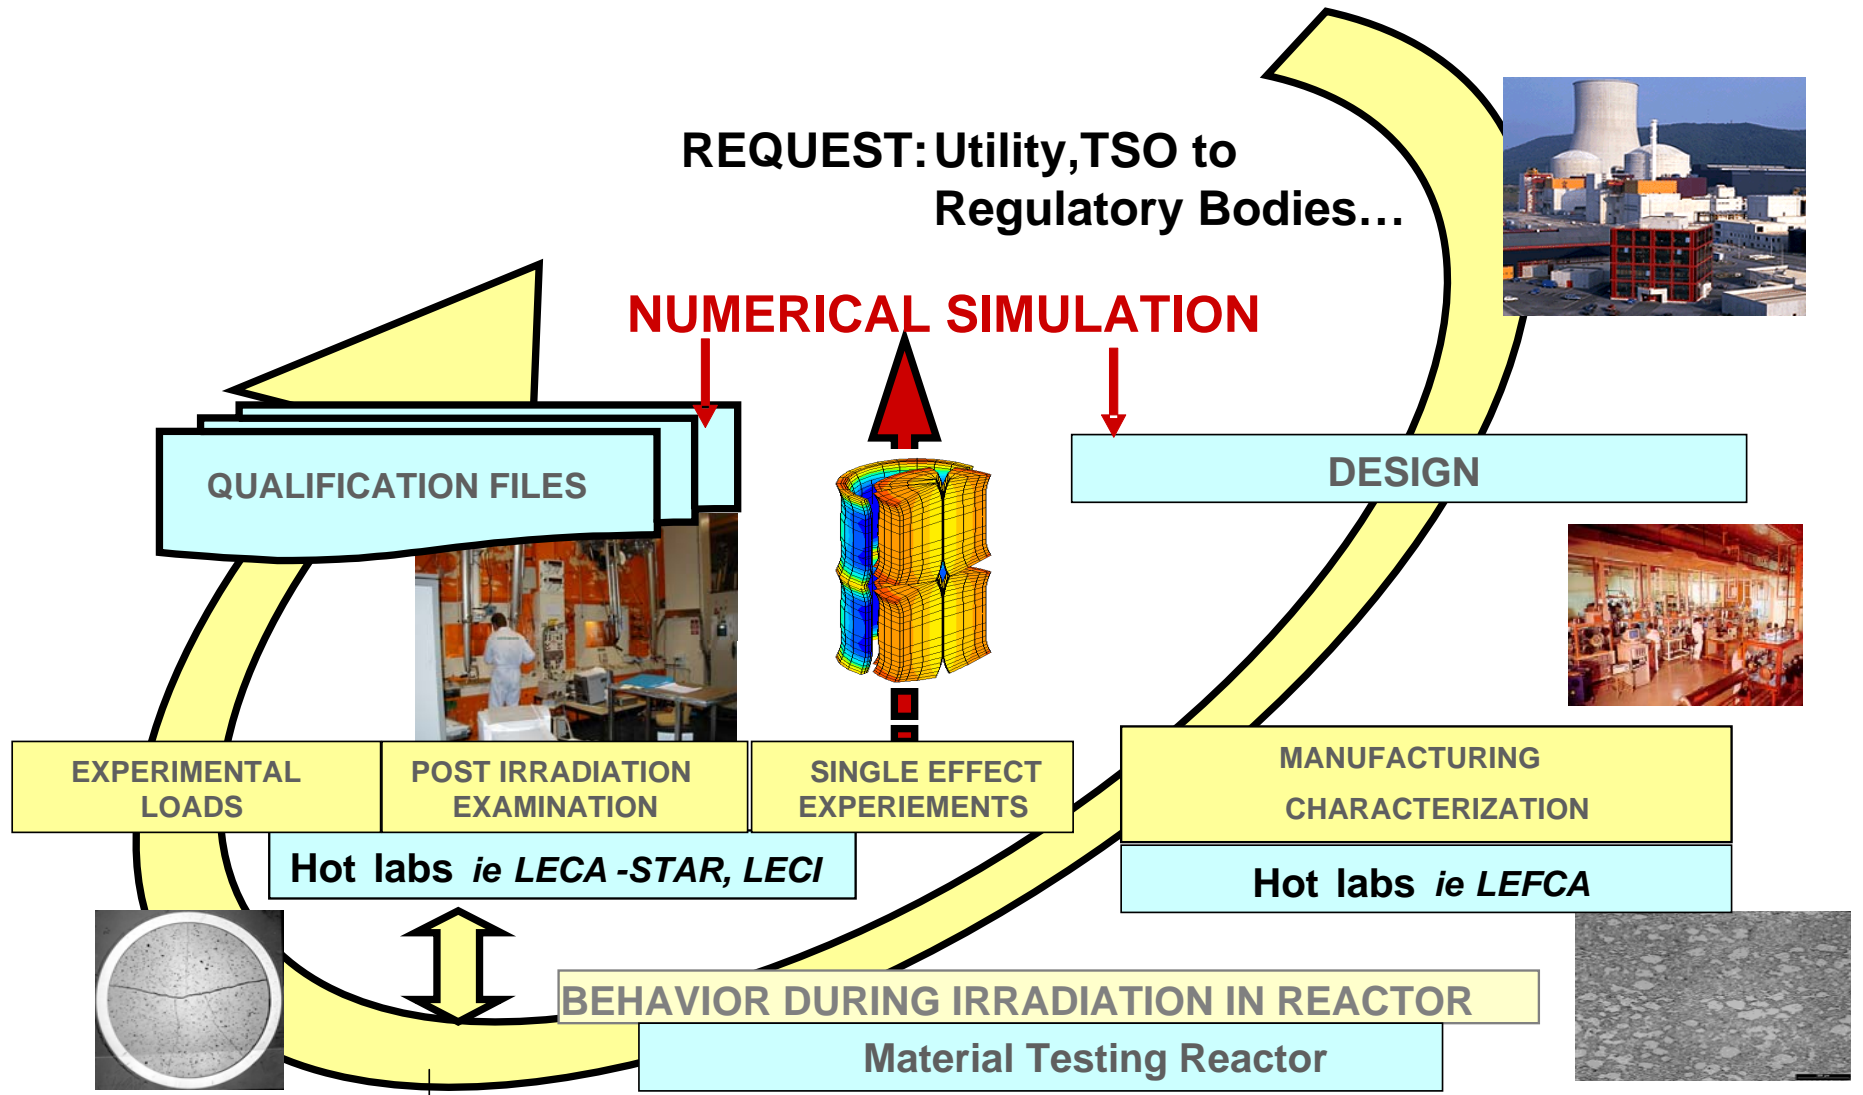 REQUEST: Utility,TSO to
Regulatory Bodies…
NUMERICAL SIMULATION
QUALIFICATION FILES
DESIGN
EXPERIMENTAL
LOADS
POST IRRADIATION
EXAMINATION
SINGLE EFFECT
EXPERIEMENTS
MANUFACTURING
CHARACTERIZATION
Hot labs ie LECA -STAR, LECI
Hot labs ie LEFCA
BEHAVIOR DURING IRRADIATION IN REACTOR
Material Testing Reactor